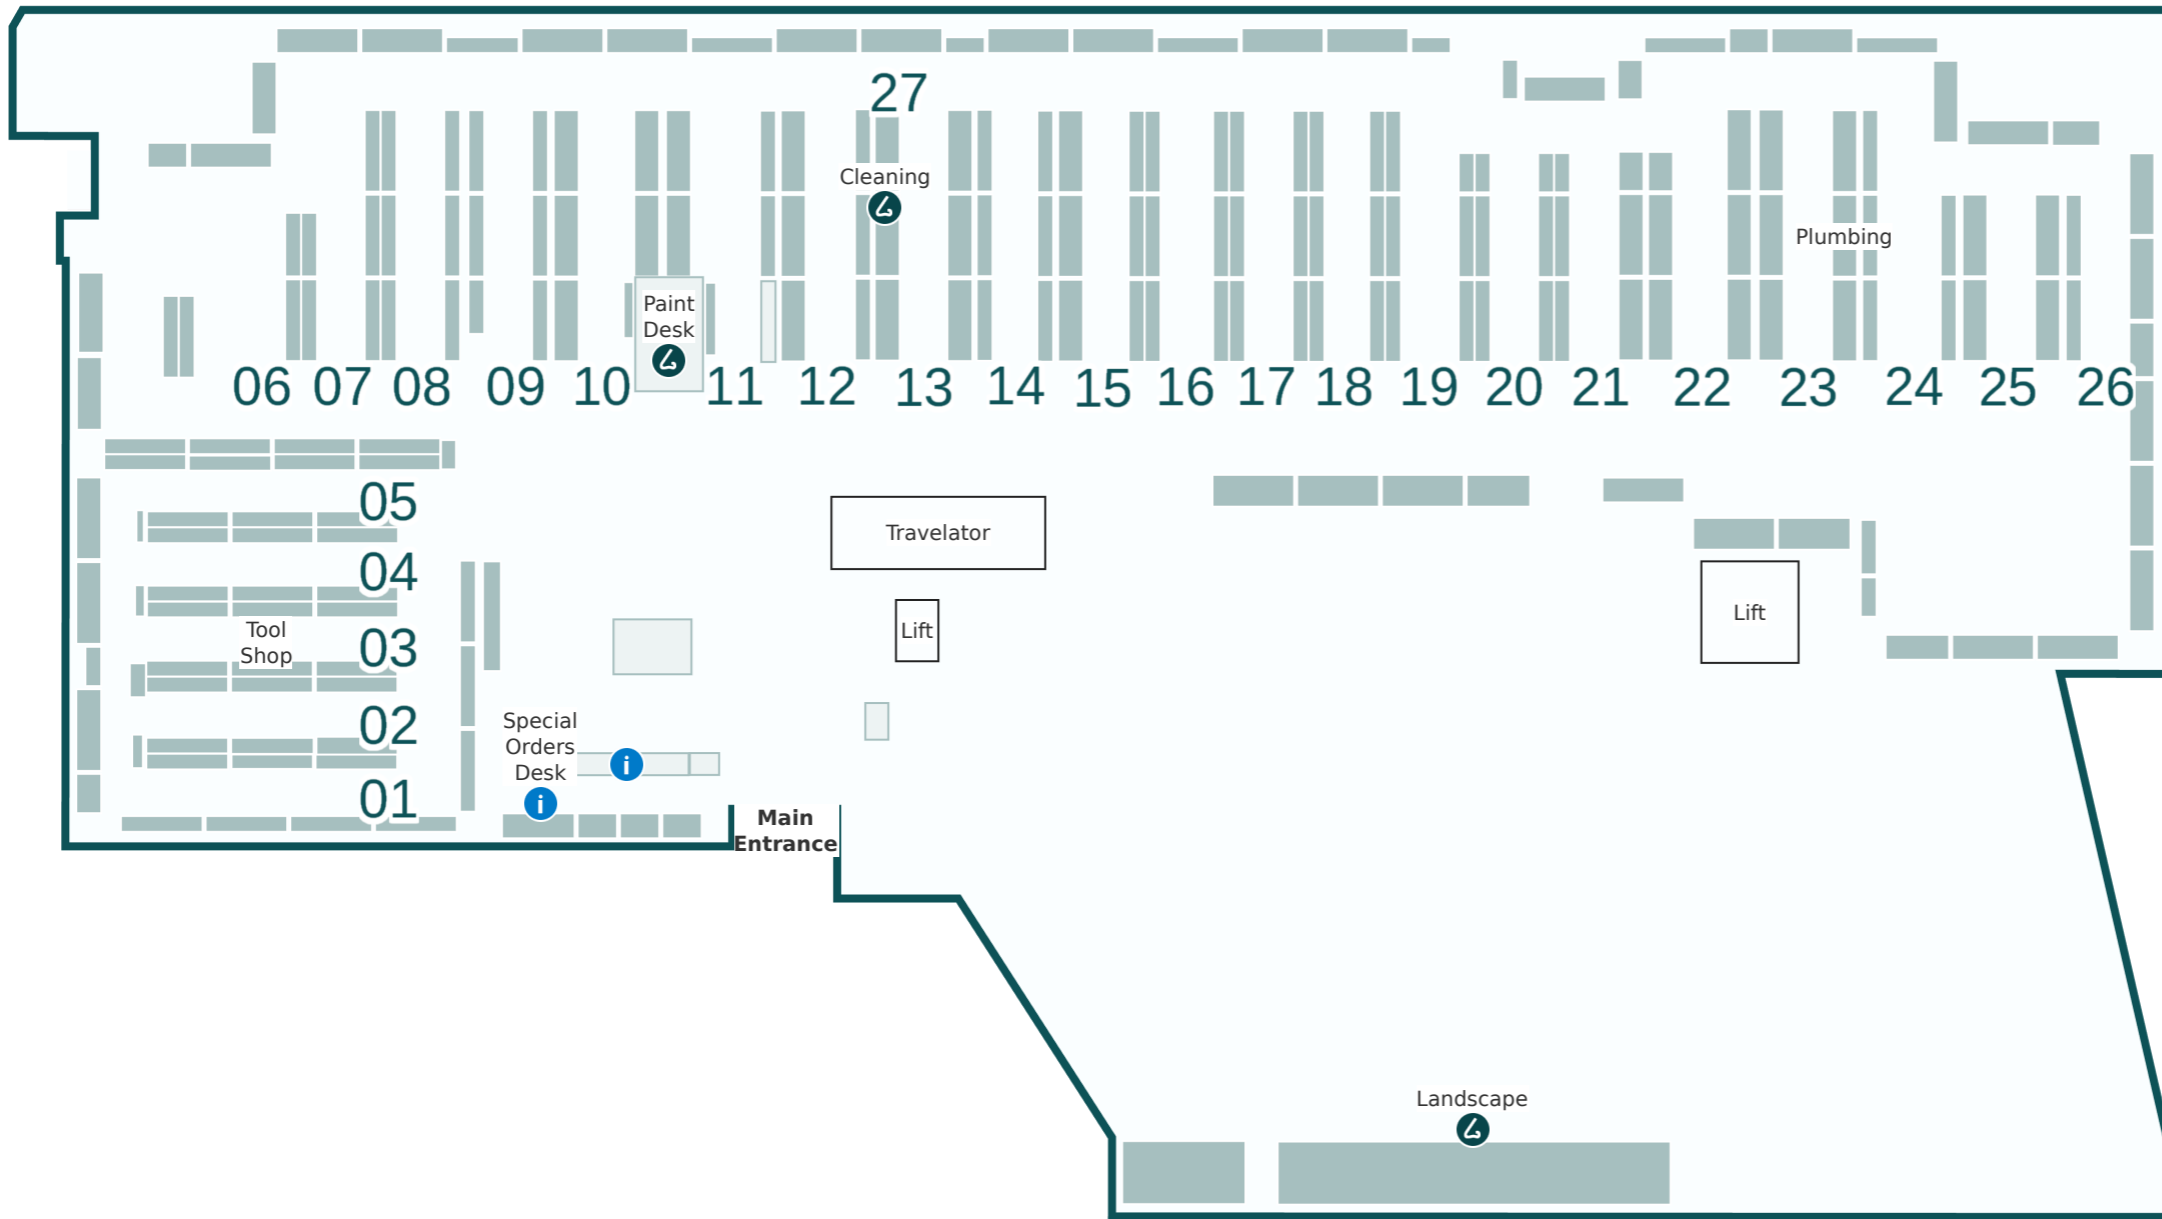 27
Cleaning
Plumbing
Paint
Desk
06 07 08 09 10 11 12 13 14 15 16 17 18 19 20 21 22 23 24 25 26
05
04
Tool
Shop
03
02
01
Travelator
Lift
Lift
Special
Orders
Desk
i
i
Main
Entrance
Landscape